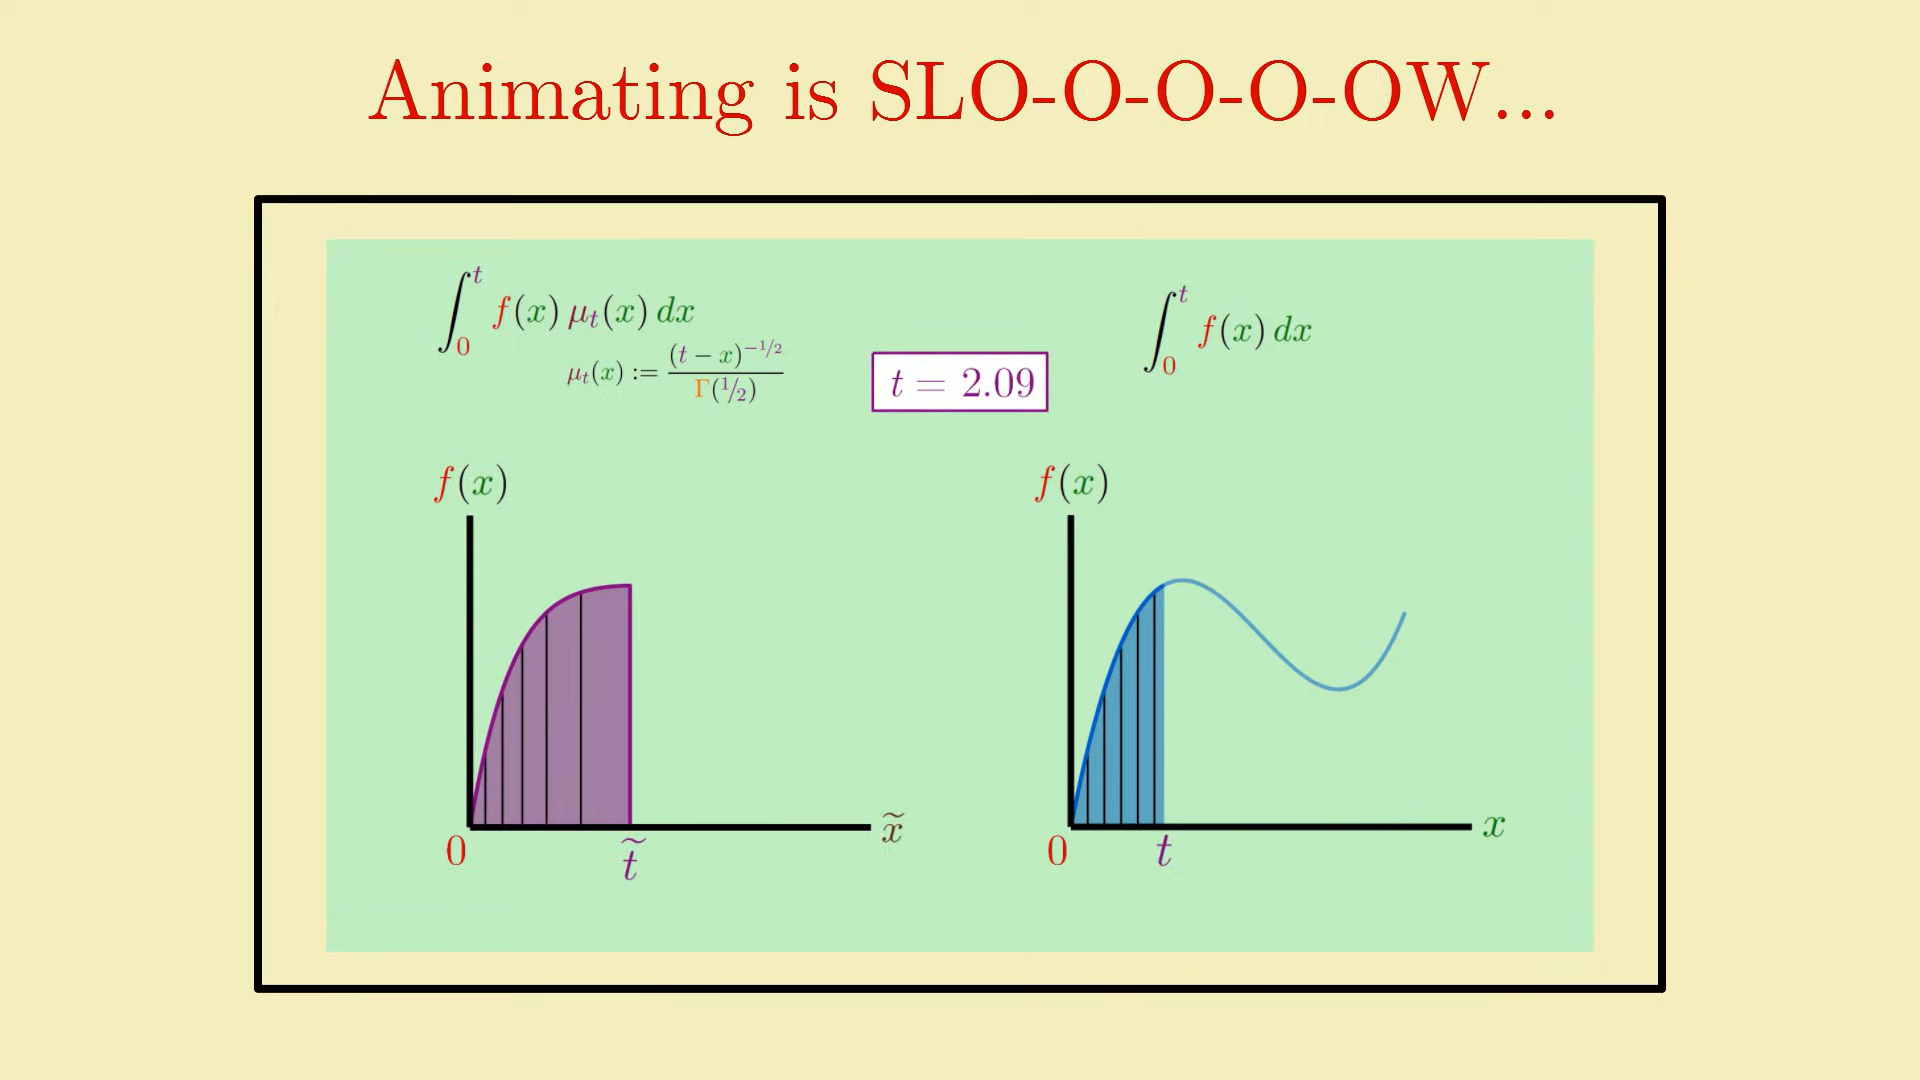 Animating is SLO-O-O-O-OW...
∫₀ᵗ f(x) μₜ(x) dx
μₜ(x) := (t − x)^{−1/2} / Γ(1/2)
t = 2.09
∫₀ᵗ f(x) dx
f(x)
0
t̃
x̃
f(x)
0
t
x